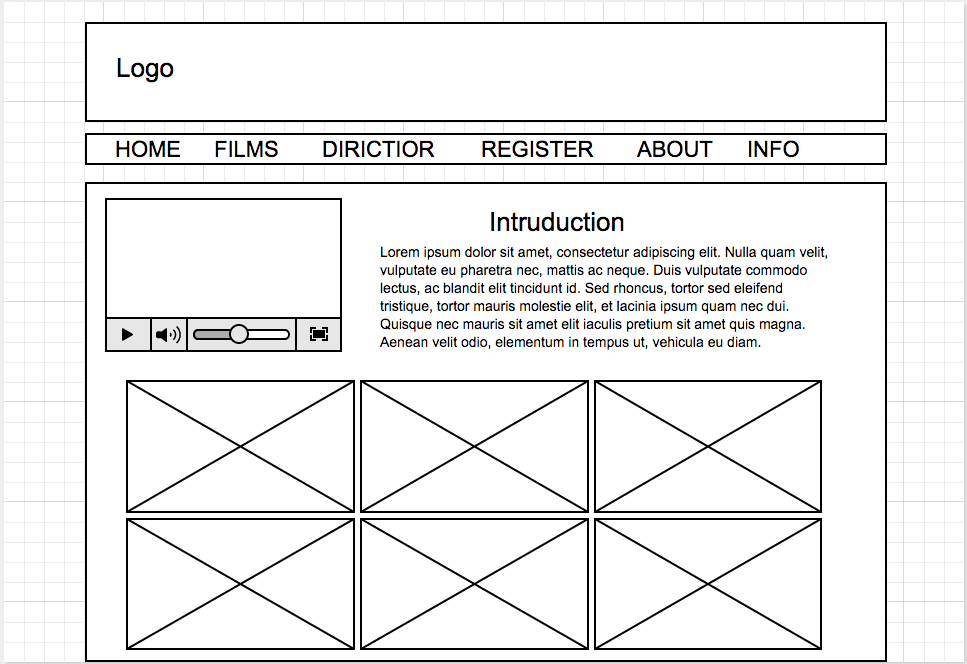 Logo
HOME FILMS DIRICTIOR REGISTER ABOUT INFO
Intruduction
Lorem ipsum dolor sit amet, consectetur adipiscing elit. Nulla quam velit,
vulputate eu pharetra nec, mattis ac neque. Duis vulputate commodo
lectus, ac blandit elit tincidunt id. Sed rhoncus, tortor sed eleifend
tristique, tortor mauris molestie elit, et lacinia ipsum quam nec dui.
Quisque nec mauris sit amet elit iaculis pretium sit amet quis magna.
Aenean velit odio, elementum in tempus ut, vehicula eu diam.